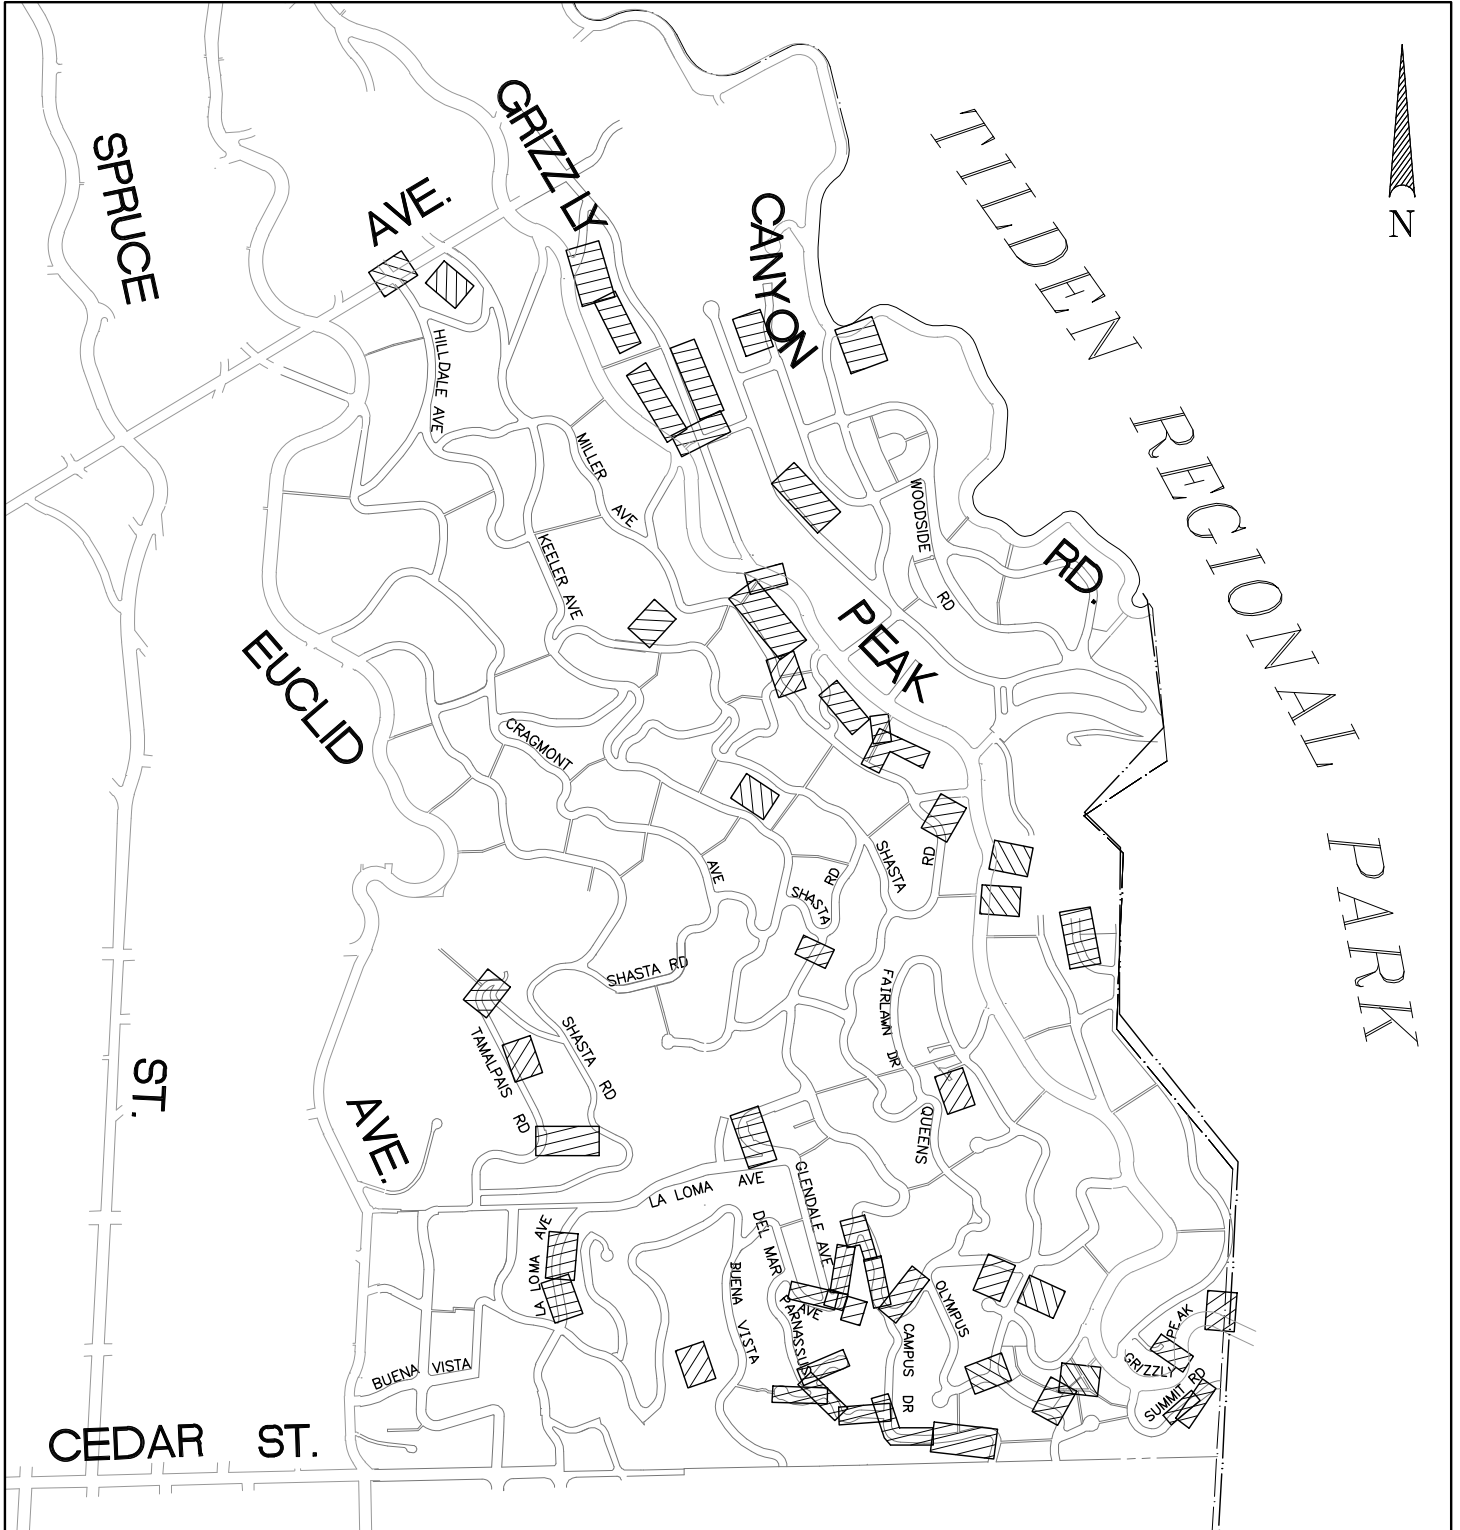 SPRUCE
AVE.
GRIZZLY
CANYON
TILDEN REGIONAL PARK
N
HILLDALE AVE
MILLER AVE
WOODSIDE RD
RD.
KEELER AVE
PEAK
EUCLID
CRAGMONT
AVE
SHASTA RD
SHASTA RD
SHASTA RD
FAIRLAWN DR
TAMALPAIS RD
SHASTA RD
ST.
AVE.
QUEENS
LA LOMA AVE
GLENDALE AVE
DEL MAR
AVE
LA LOMA AVE
BUENA VISTA
PARNASSUS
OLYMPUS
CAMPUS DR
GRIZZLY PEAK
SUMMIT RD
BUENA VISTA
CEDAR ST.